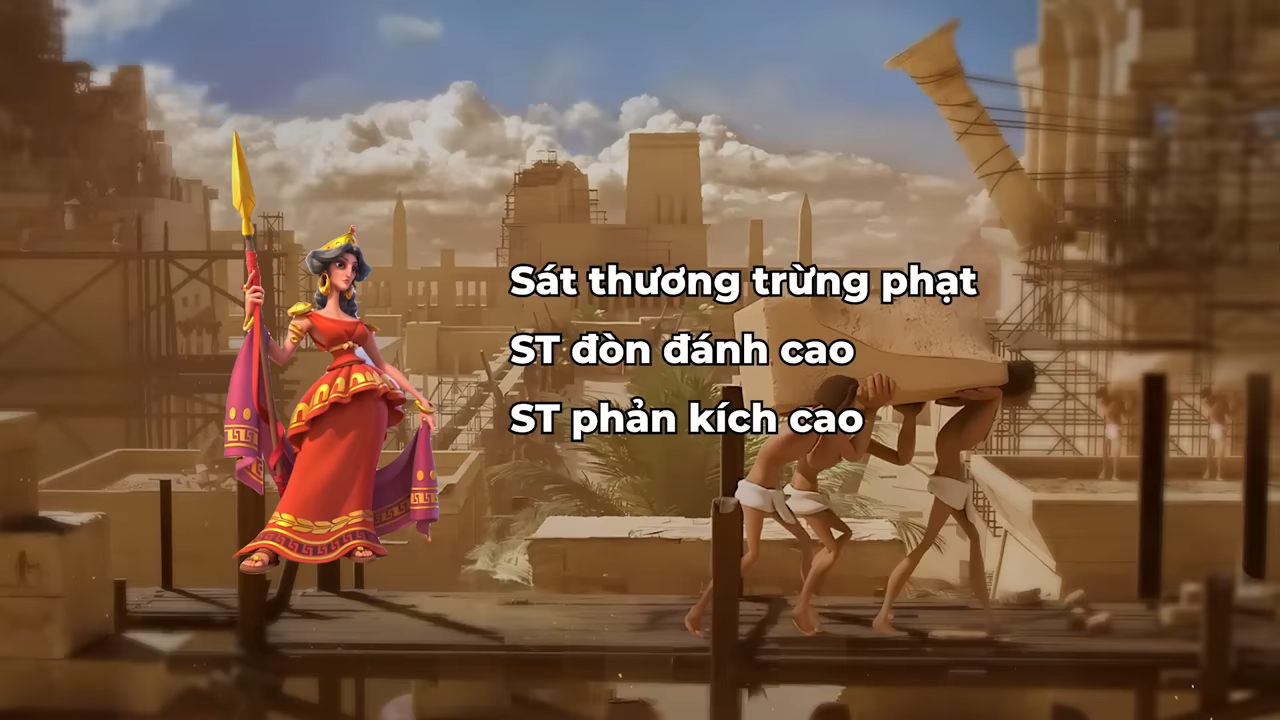 Sát thương trừng phạt
ST đòn đánh cao
ST phản kích cao